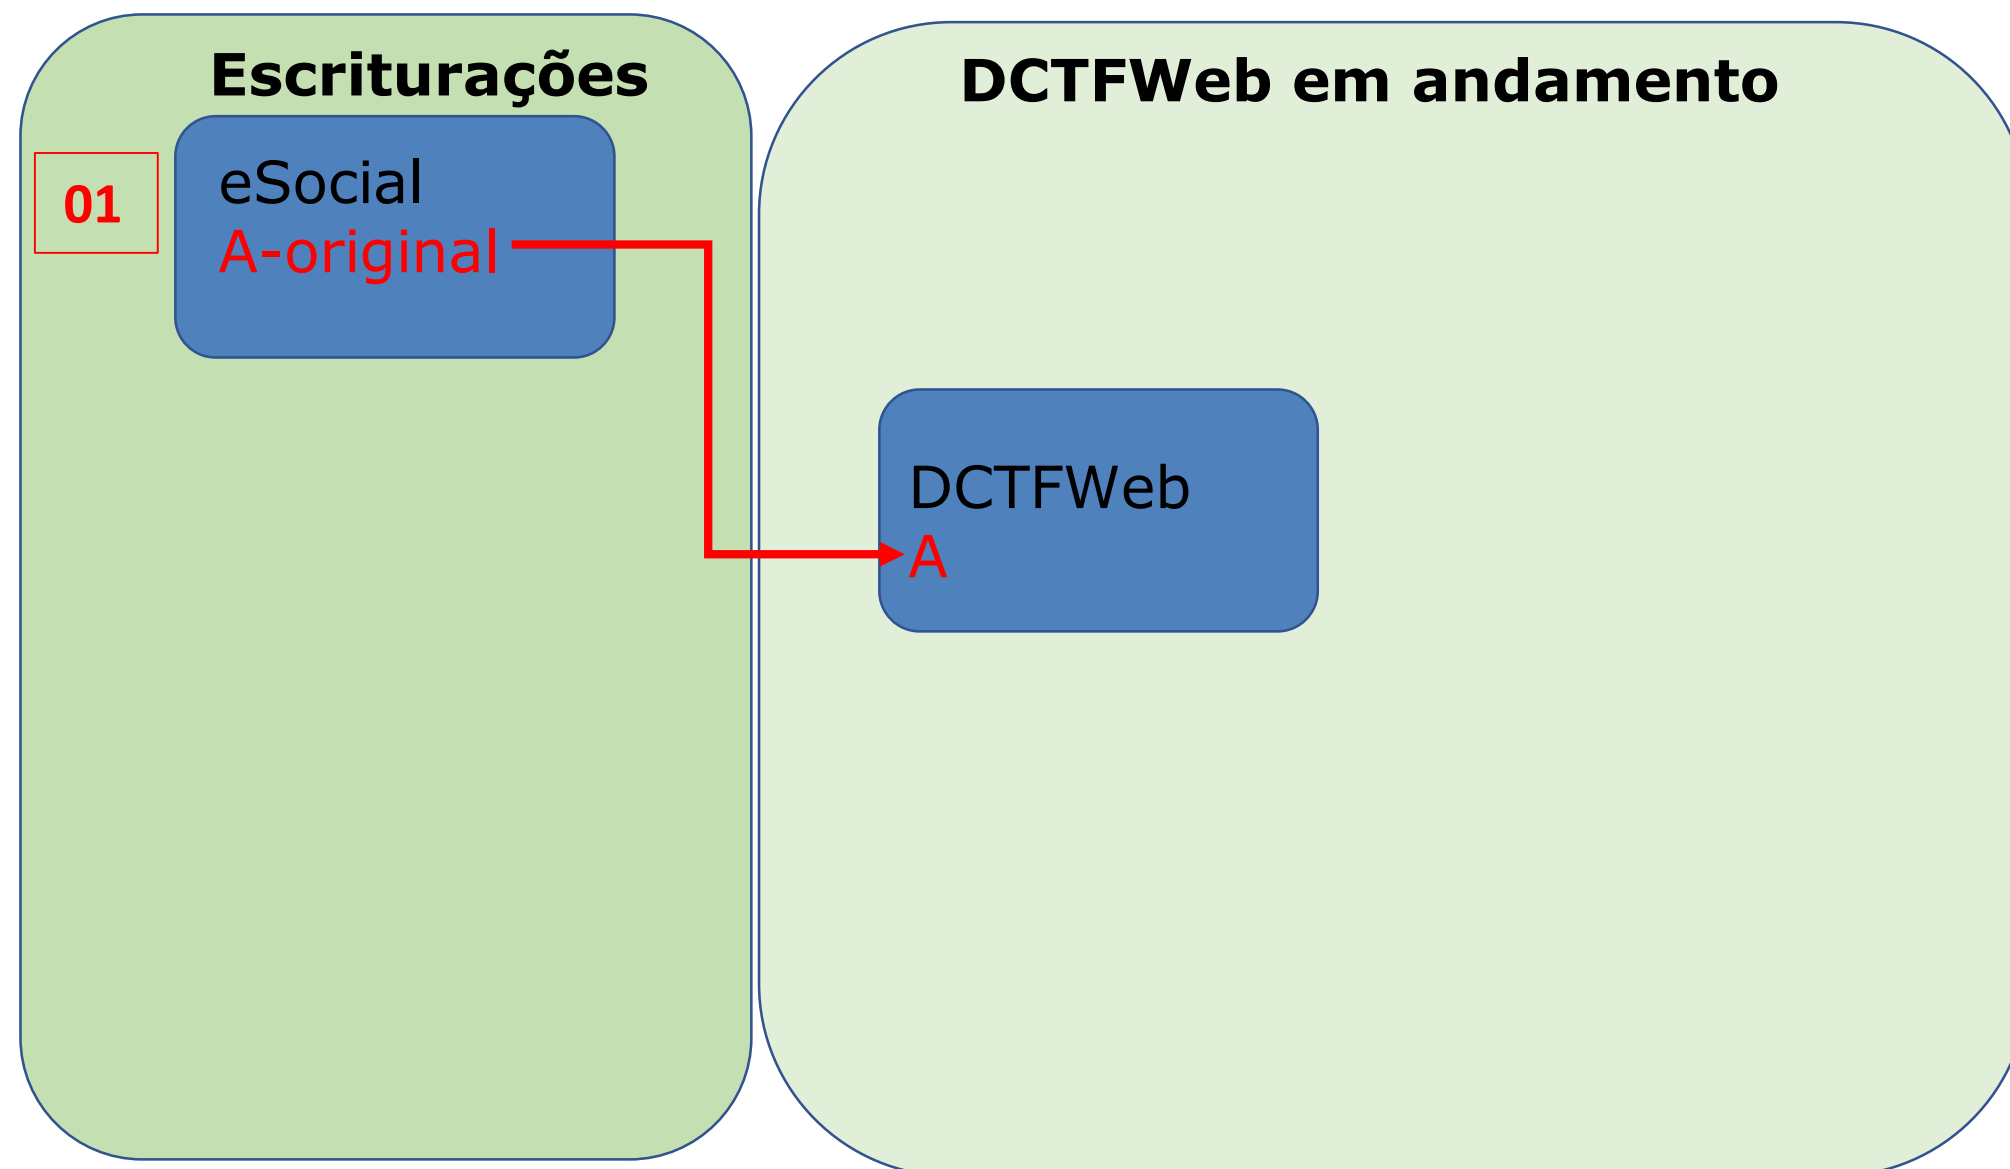 Escriturações
DCTFWeb em andamento
01
eSocial
A-original
DCTFWeb
A